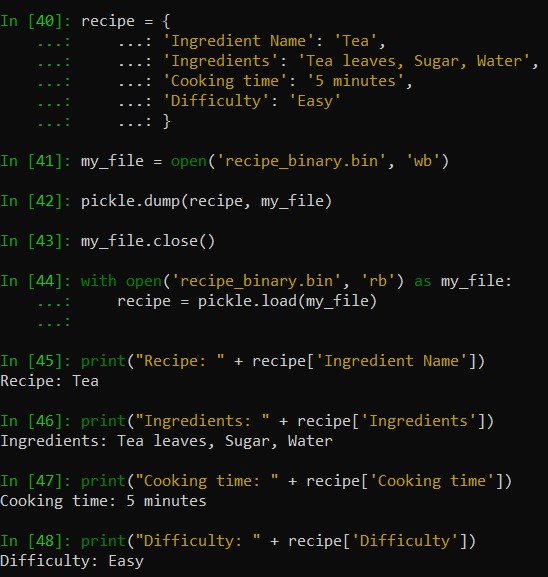 In [40]: recipe = {
    ...:     ...: 'Ingredient Name': 'Tea',
    ...:     ...: 'Ingredients': 'Tea leaves, Sugar, Water',
    ...:     ...: 'Cooking time': '5 minutes',
    ...:     ...: 'Difficulty': 'Easy'
    ...:     ...: }
In [41]: my_file = open('recipe_binary.bin', 'wb')
In [42]: pickle.dump(recipe, my_file)
In [43]: my_file.close()
In [44]: with open('recipe_binary.bin', 'rb') as my_file:
    ...:     recipe = pickle.load(my_file)
    ...:
In [45]: print("Recipe: " + recipe['Ingredient Name'])
Recipe: Tea
In [46]: print("Ingredients: " + recipe['Ingredients'])
Ingredients: Tea leaves, Sugar, Water
In [47]: print("Cooking time: " + recipe['Cooking time'])
Cooking time: 5 minutes
In [48]: print("Difficulty: " + recipe['Difficulty'])
Difficulty: Easy